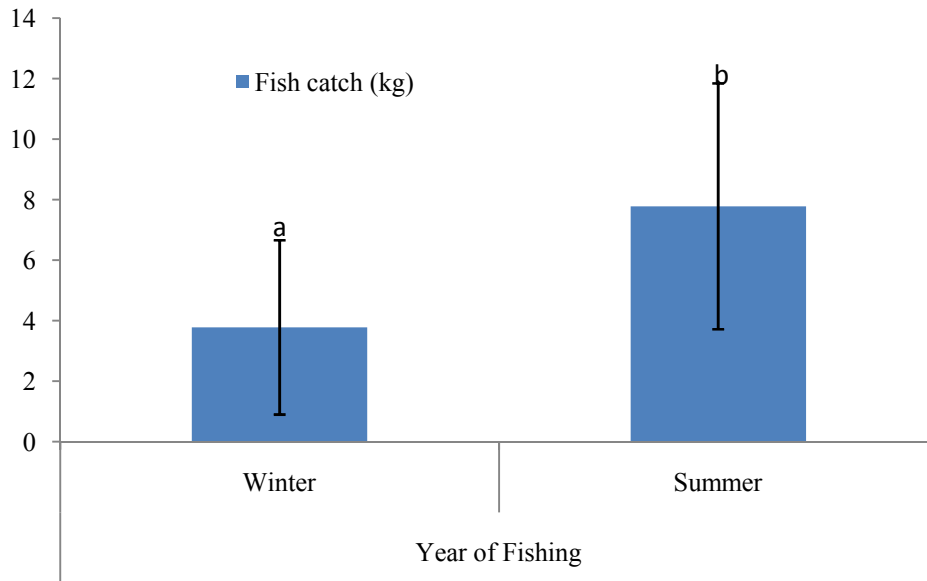 14
12
10
8
6
4
2
0
Fish catch (kg)
a
b
Winter
Summer
Year of Fishing